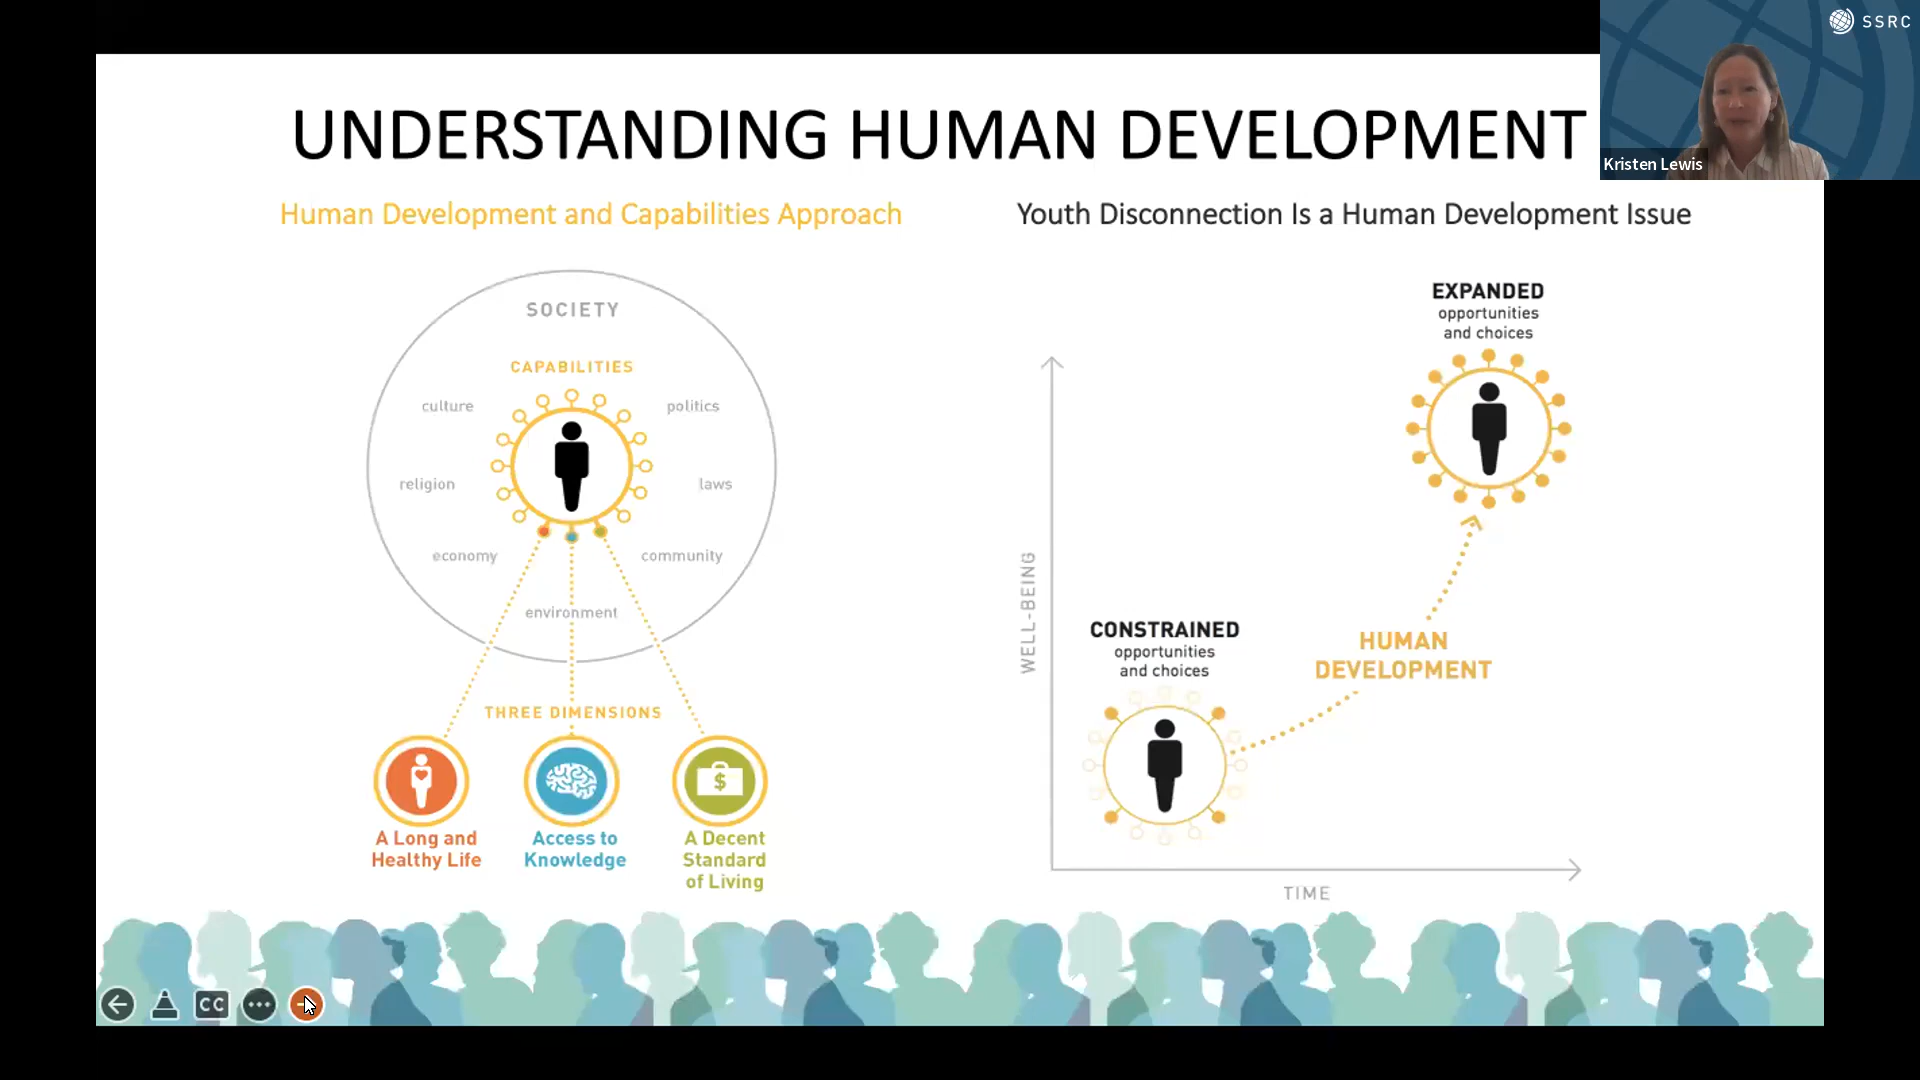 SSRC
Kristen Lewis
UNDERSTANDING HUMAN DEVELOPMENT
Human Development and Capabilities Approach
SOCIETY
CAPABILITIES
culture
politics
religion
laws
economy
community
environment
THREE DIMENSIONS
$
A Long and
Healthy Life
Access to
Knowledge
A Decent
Standard
of Living
Youth Disconnection Is a Human Development Issue
EXPANDED
opportunities
and choices
WELL-BEING
CONSTRAINED
opportunities
and choices
HUMAN
DEVELOPMENT
TIME
CC